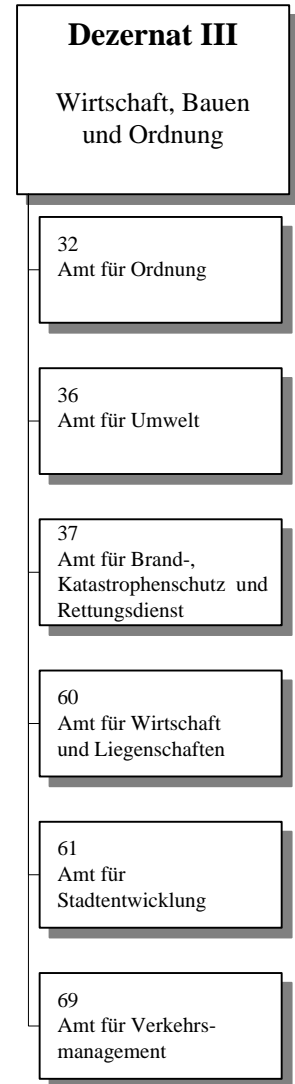 Dezernat III
Wirtschaft, Bauen
und Ordnung
32
Amt für Ordnung
36
Amt für Umwelt
37
Amt für Brand-,
Katastrophenschutz und
Rettungsdienst
60
Amt für Wirtschaft
und Liegenschaften
61
Amt für
Stadtentwicklung
69
Amt für Verkehrs-
management